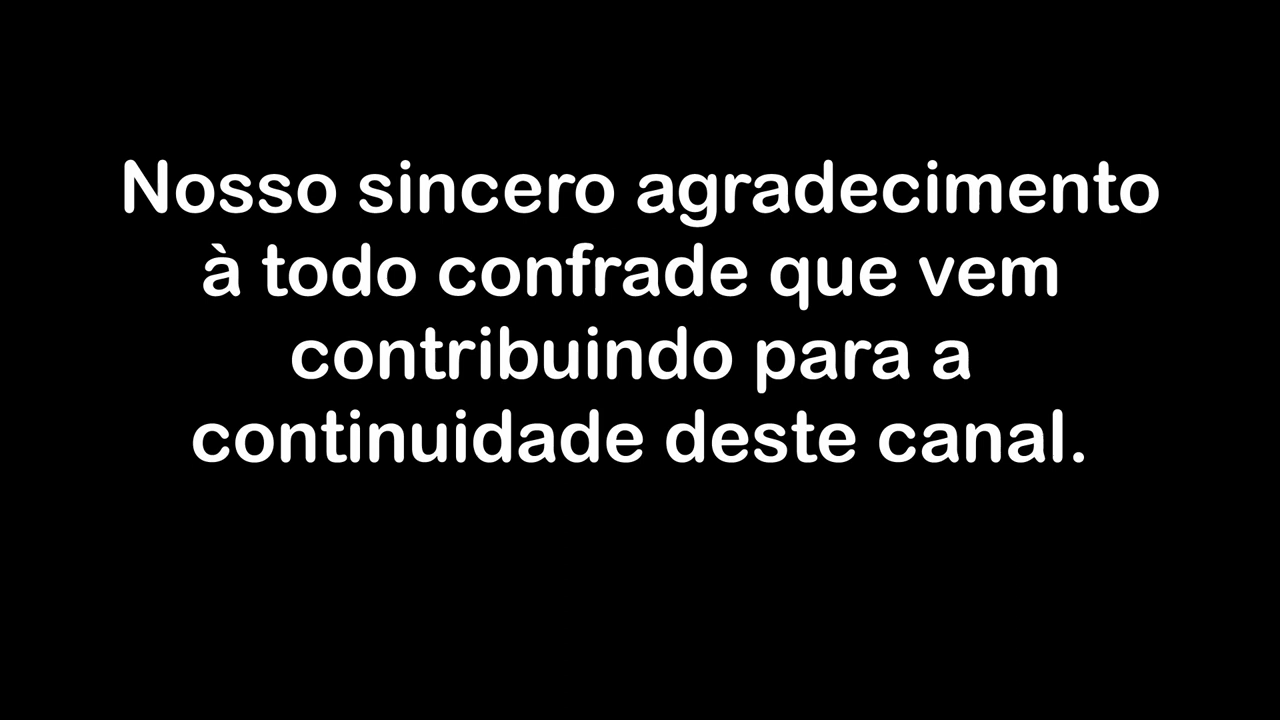 Nosso sincero agradecimento
à todo confrade que vem
contribuindo para a
continuidade deste canal.